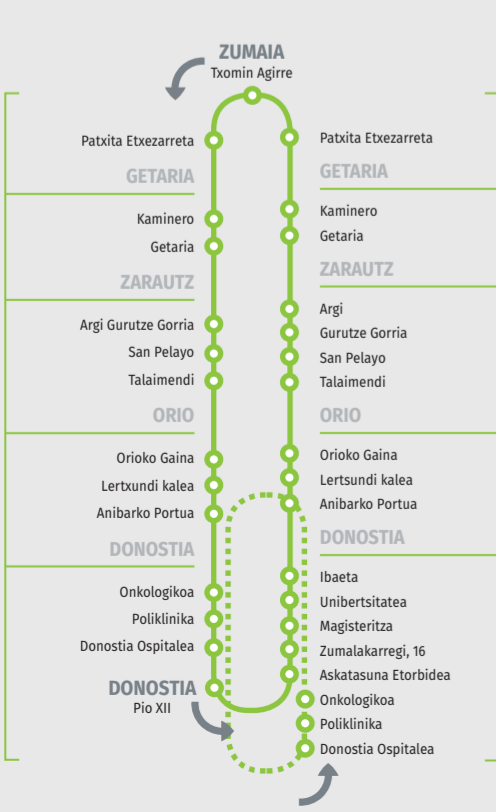 ZUMAIA
Txomin Agirre
Patxita Etxezarreta
GETARIA
Kaminero
Getaria
ZARAUTZ
Argi Gurutze Gorria
San Pelayo
Talaimendi
ORIO
Orioko Gaina
Lertxundi kalea
Anibarko Portua
DONOSTIA
Onkologikoa
Poliklinika
Donostia Ospitalea
DONOSTIA
Pio XII
Patxita Etxezarreta
GETARIA
Kaminero
Getaria
ZARAUTZ
Argi
Gurutze Gorria
San Pelayo
Talaimendi
ORIO
Orioko Gaina
Lertsundi kalea
Anibarko Portua
DONOSTIA
Ibaeta
Unibertsitatea
Magisteritza
Zumalakarregi, 16
Askatasuna Etorbidea
Onkologikoa
Poliklinika
Donostia Ospitalea